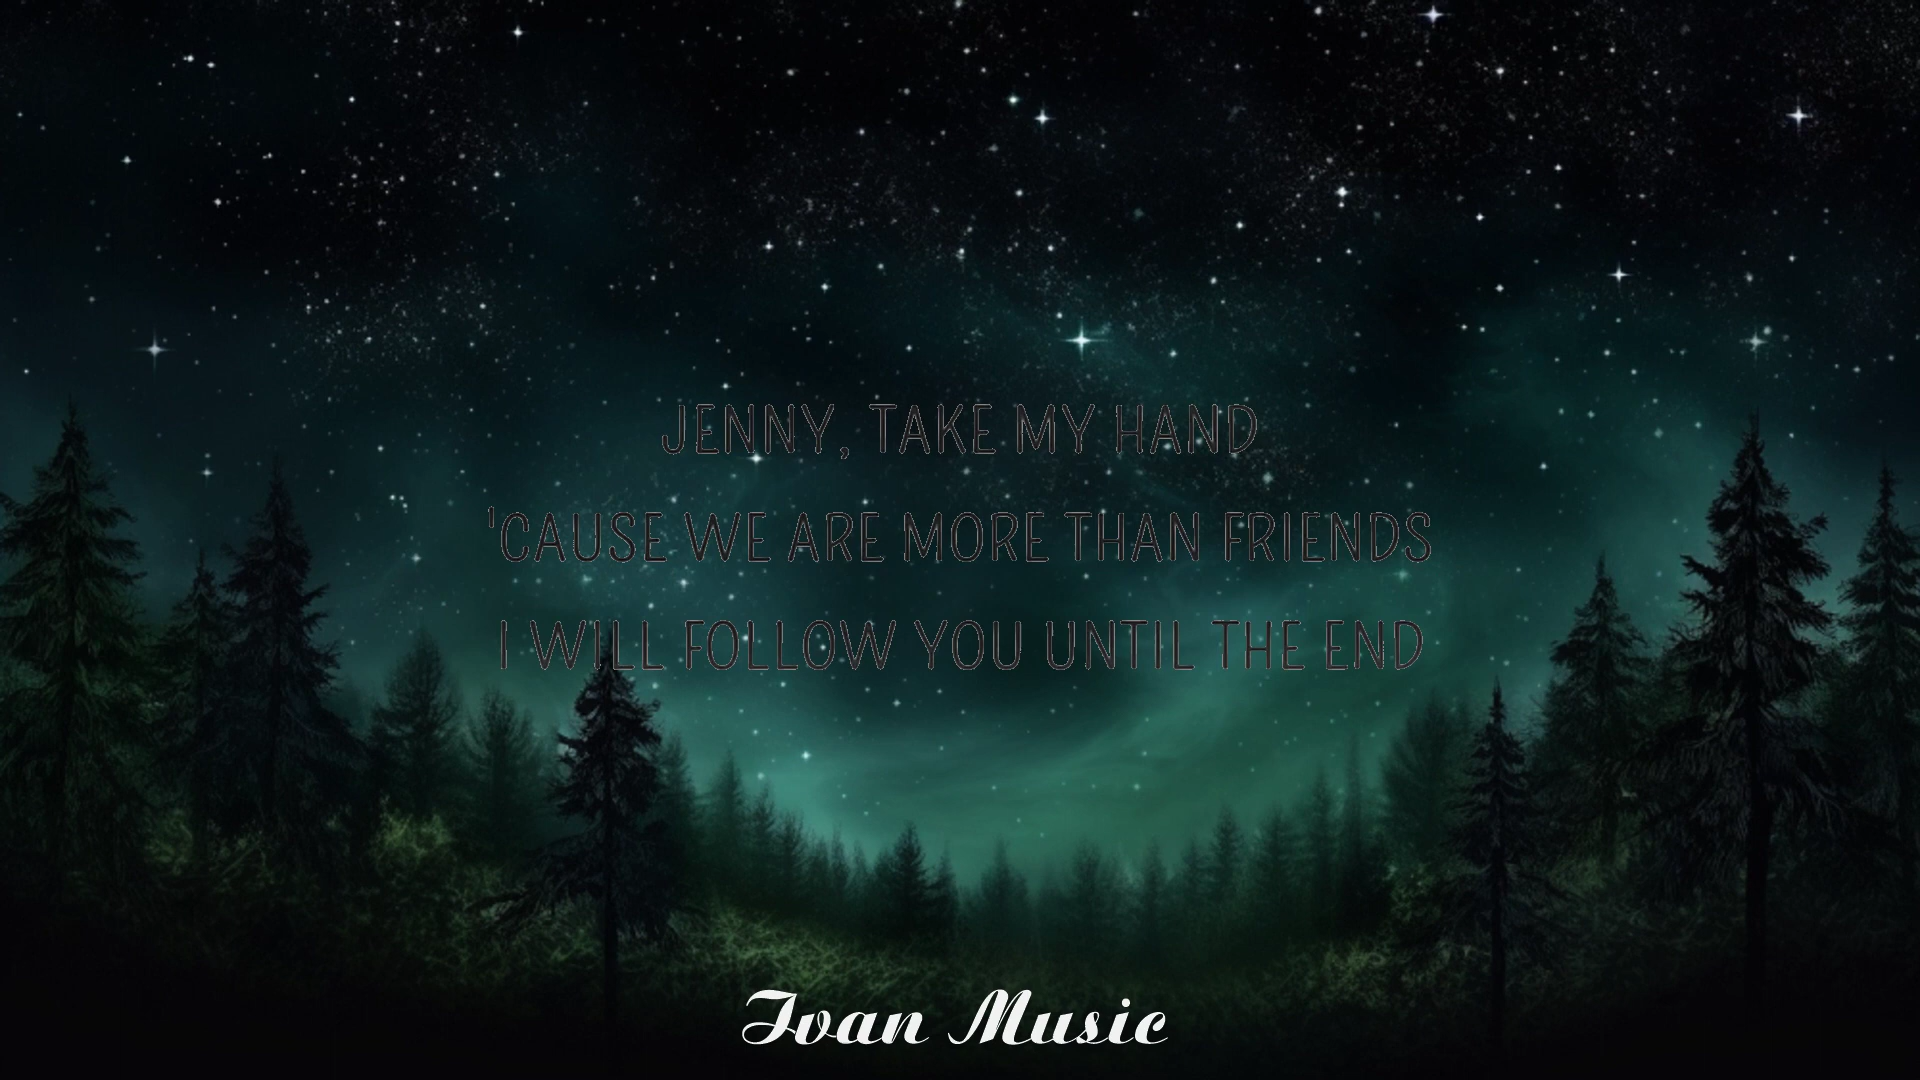 JENNY, TAKE MY HAND
'CAUSE WE ARE MORE THAN FRIENDS
I WILL FOLLOW YOU UNTIL THE END
Ivan Music